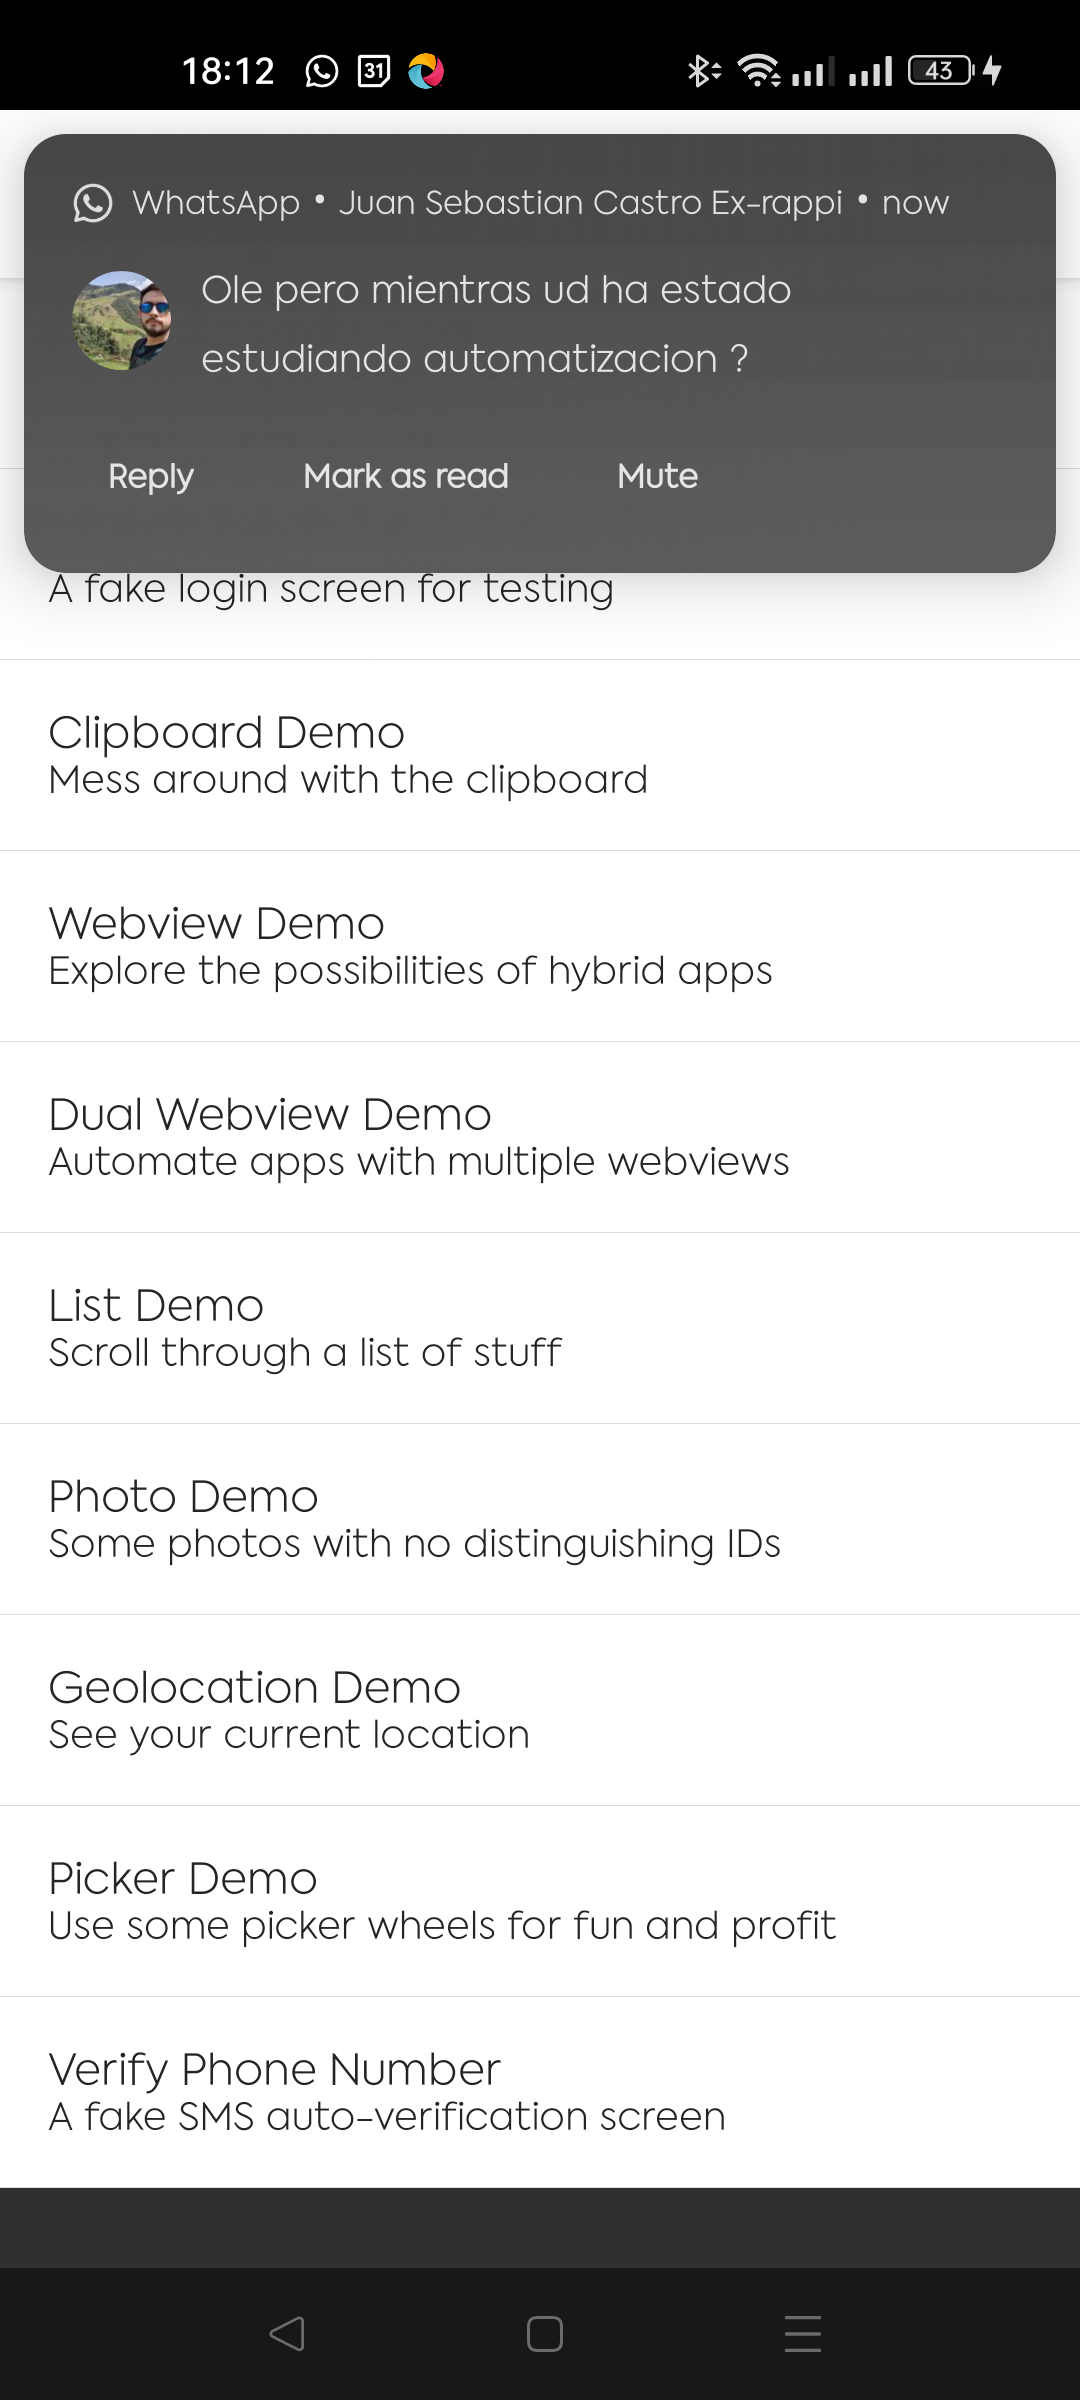 18:12 31 43
WhatsApp • Juan Sebastian Castro Ex-rappi • now
Ole pero mientras ud ha estado
estudiando automatizacion ?
Reply Mark as read Mute
A fake login screen for testing
Clipboard Demo
Mess around with the clipboard
Webview Demo
Explore the possibilities of hybrid apps
Dual Webview Demo
Automate apps with multiple webviews
List Demo
Scroll through a list of stuff
Photo Demo
Some photos with no distinguishing IDs
Geolocation Demo
See your current location
Picker Demo
Use some picker wheels for fun and profit
Verify Phone Number
A fake SMS auto-verification screen